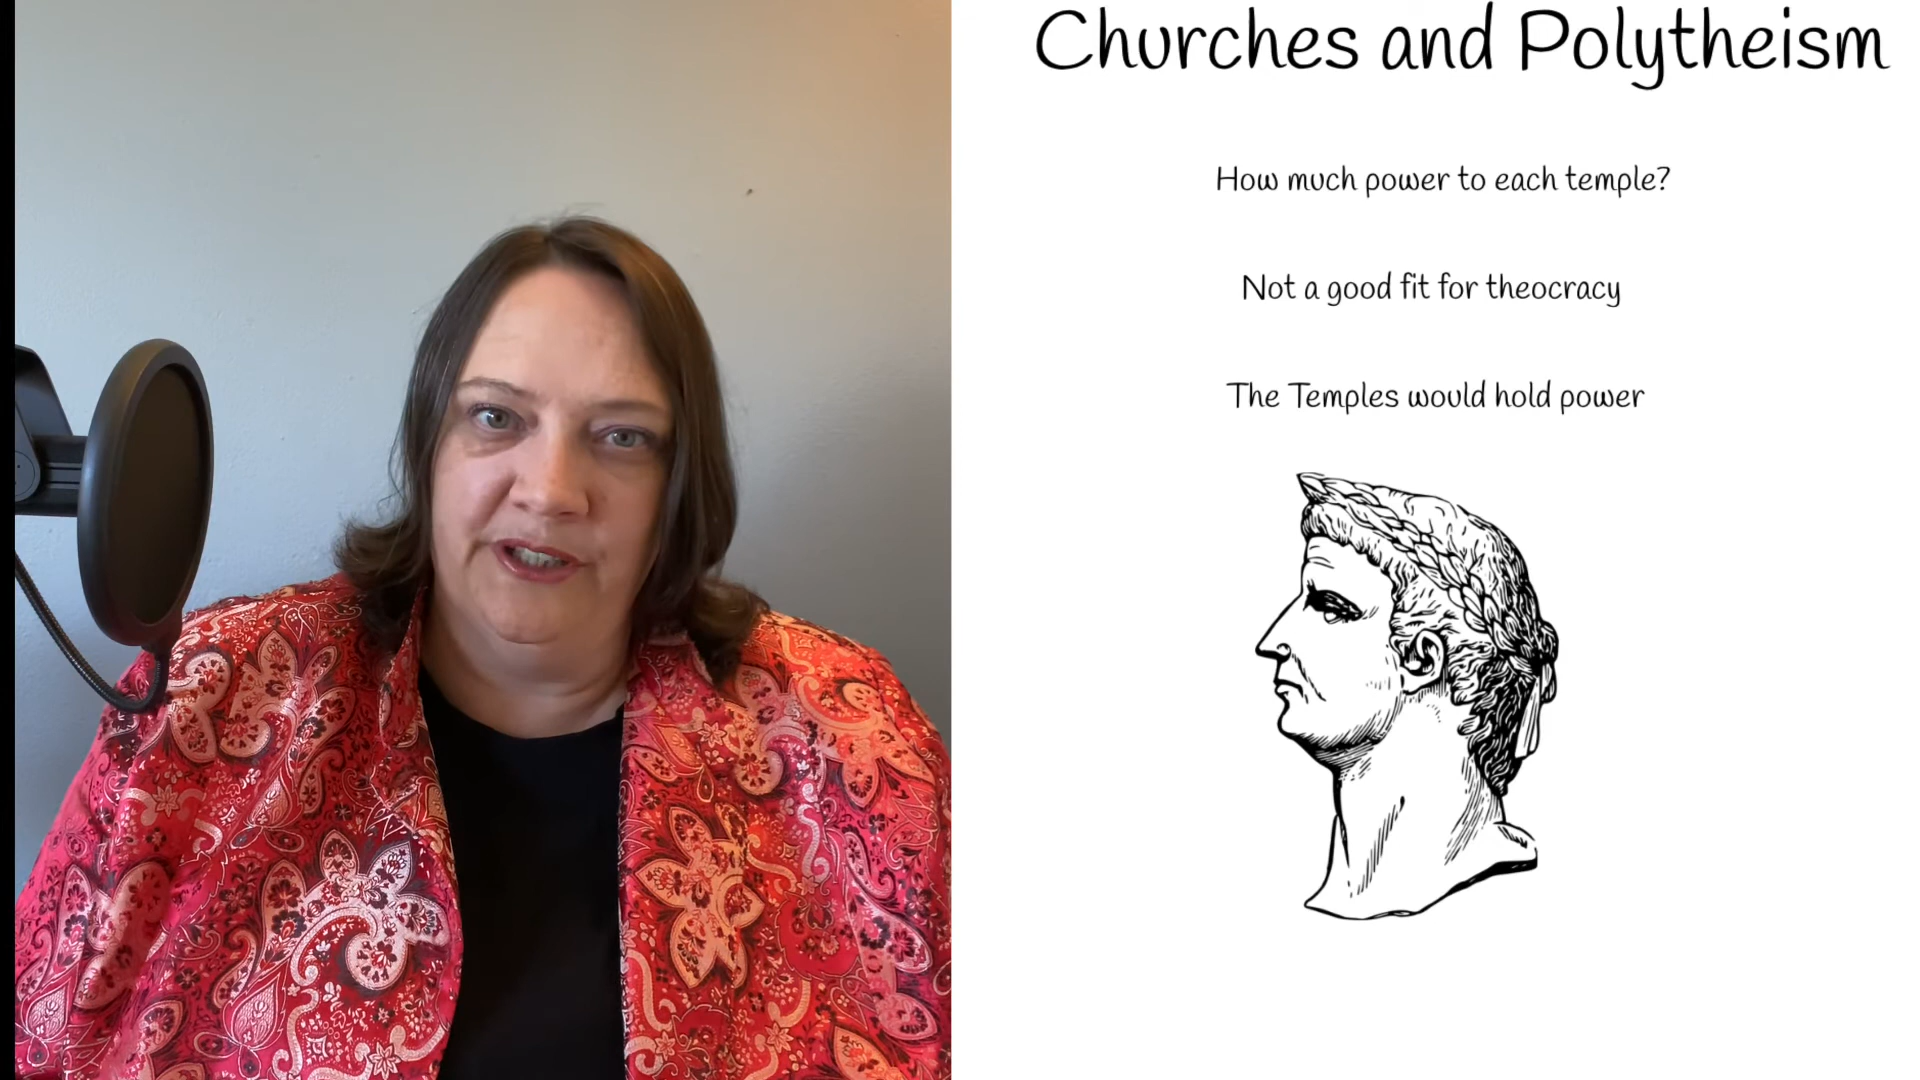 Churches and Polytheism
How much power to each temple?
Not a good fit for theocracy
The Temples would hold power